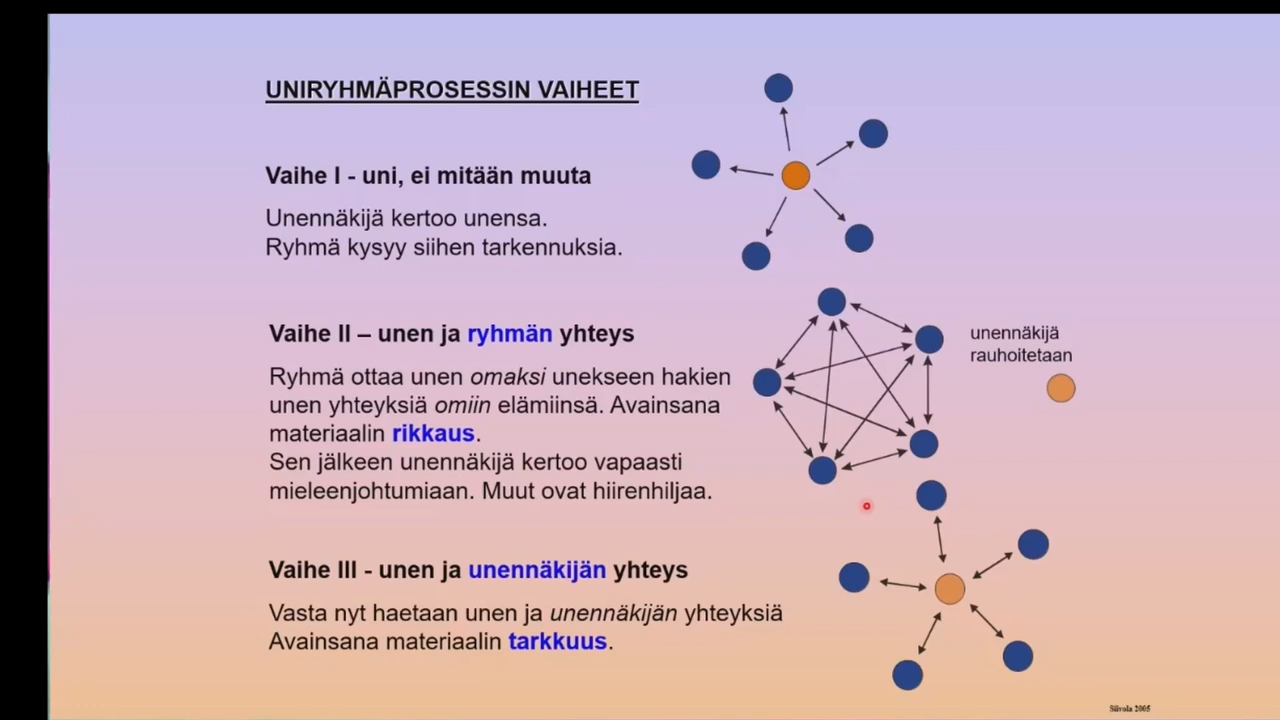 UNIRYHMÄPROSESSIN VAIHEET
Vaihe I - uni, ei mitään muuta
Unennäkijä kertoo unensa.
Ryhmä kysyy siihen tarkennuksia.
Vaihe II – unen ja ryhmän yhteys
Ryhmä ottaa unen omaksi unekseen hakien
unen yhteyksiä omiin elämiinsä. Avainsana
materiaalin rikkaus.
Sen jälkeen unennäkijä kertoo vapaasti
mieleenjohtumiaan. Muut ovat hiirenhiljaa.
unennäkijä
rauhoitetaan
Vaihe III - unen ja unennäkijän yhteys
Vasta nyt haetaan unen ja unennäkijän yhteyksiä
Avainsana materiaalin tarkkuus.
Siivola 2005